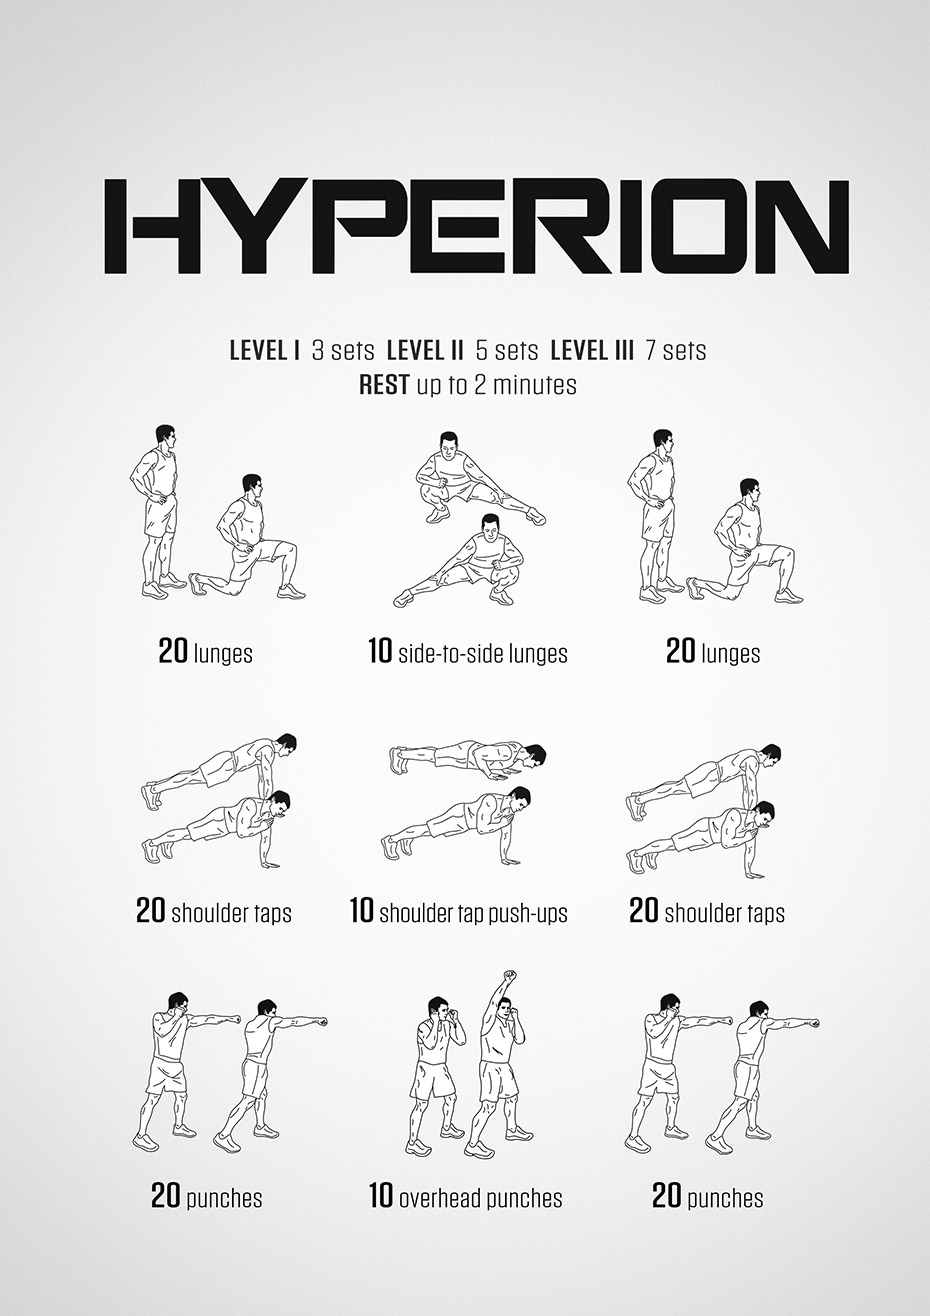 HYPERION
LEVEL I 3 sets LEVEL II 5 sets LEVEL III 7 sets
REST up to 2 minutes
20 lunges
10 side-to-side lunges
20 lunges
20 shoulder taps
10 shoulder tap push-ups
20 shoulder taps
20 punches
10 overhead punches
20 punches